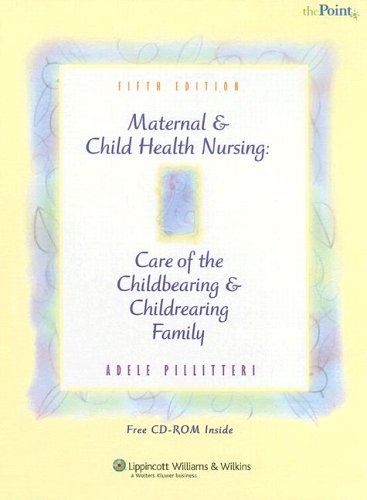 thePoint
FIFTH EDITION
Maternal &
Child Health Nursing:
Care of the
Childbearing &
Childrearing
Family
ADELE PILLITTERI
Free CD-ROM Inside
Lippincott Williams & Wilkins
a Wolters Kluwer business